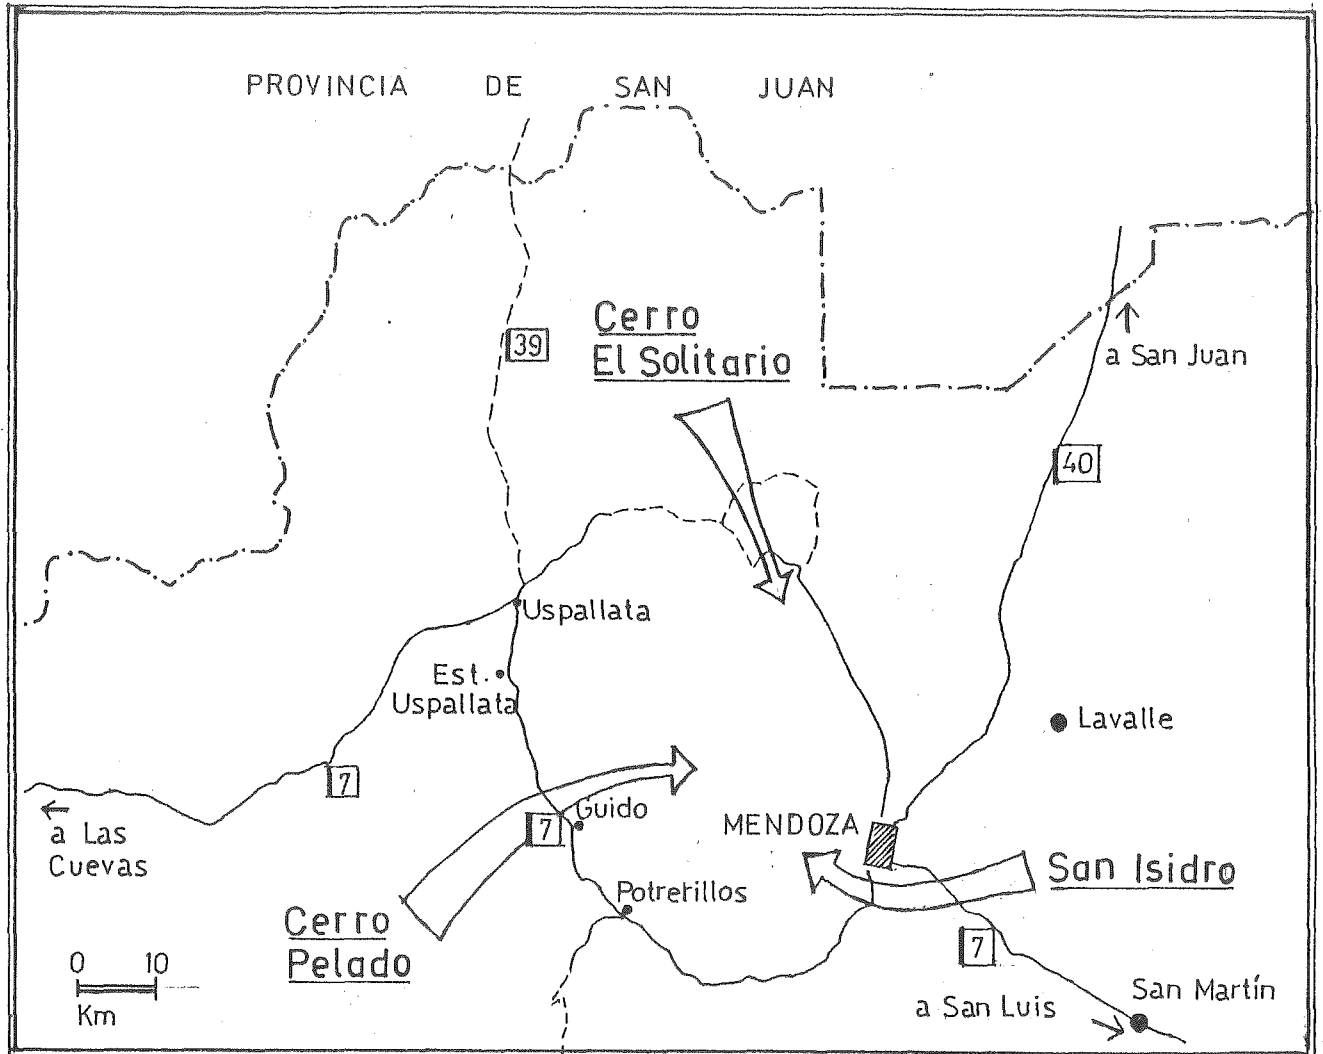 PROVINCIA DE SAN JUAN
Cerro
El Solitario
39
a San Juan
40
Uspallata
Est.
Uspallata
Lavalle
7
a Las
Cuevas
Guido
7
MENDOZA
San Isidro
Potrerillos
Cerro
Pelado
7
0 10
Km
a San Luis
San Martín